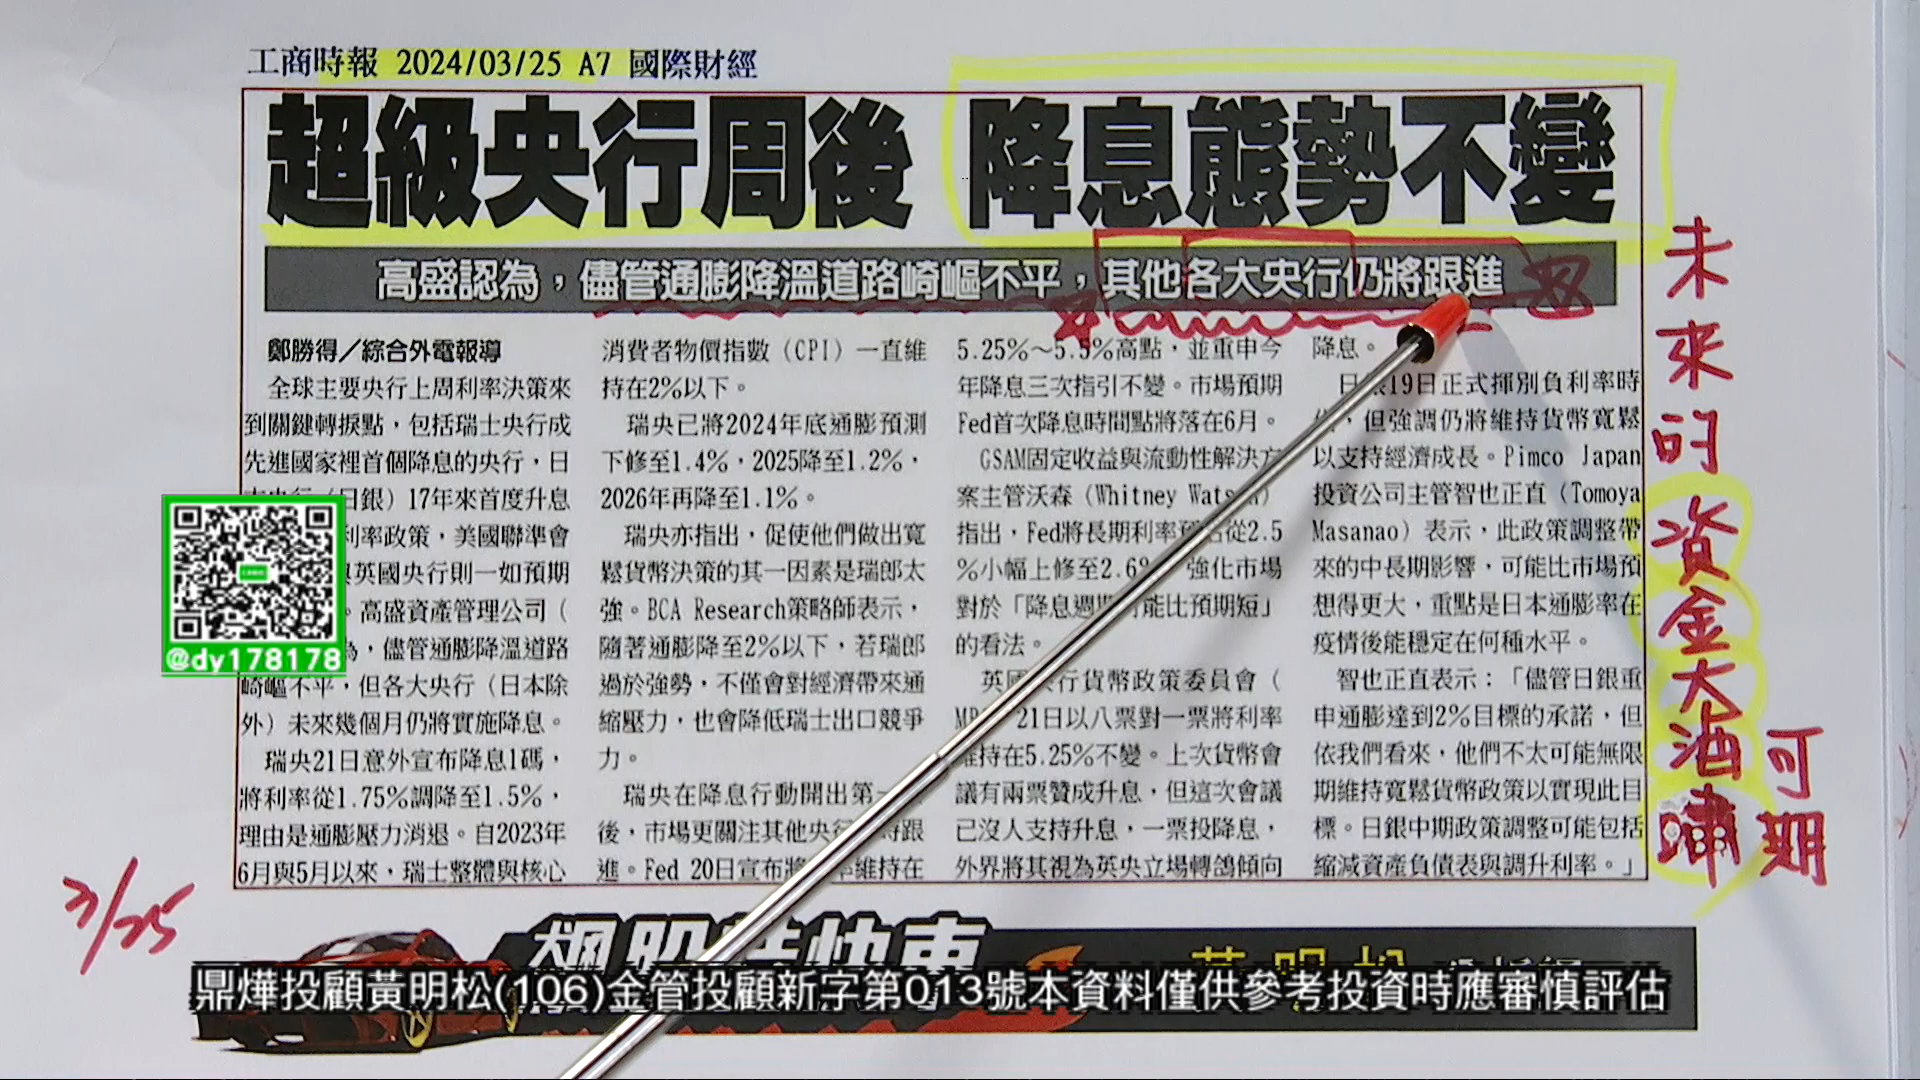 工商時報 2024/03/25 A7 國際財經
超級央行周後 降息態勢不變
高盛認為，儘管通膨降溫道路崎嶇不平，其他各大央行仍將跟進
鄭勝得／綜合外電報導
全球主要央行上周利率決策來
到關鍵轉捩點，包括瑞士央行成
先進國家裡首個降息的央行，日
（日銀）17年來首度升息
利率政策，美國聯準會
英國央行則一如預期
。高盛資產管理公司（
，儘管通膨降溫道路
崎嶇不平，但各大央行（日本除
外）未來幾個月仍將實施降息。
瑞央21日意外宣布降息1碼，
將利率從1.75%調降至1.5%，
理由是通膨壓力消退。自2023年
6月與5月以來，瑞士整體與核心
消費者物價指數（CPI）一直維
持在2%以下。
瑞央已將2024年底通膨預測
下修至1.4%，2025降至1.2%，
2026年再降至1.1%。
瑞央亦指出，促使他們做出寬
鬆貨幣決策的其一因素是瑞郎太
強。BCA Research策略師表示，
隨著通膨降至2%以下，若瑞郎
過於強勢，不僅會對經濟帶來通
縮壓力，也會降低瑞士出口競爭
力。
瑞央在降息行動開出第一
後，市場更關注其他央行 時跟
進。Fed 20日宣布將 率維持在
5.25%～5.5%高點，並重申今
年降息三次指引不變。市場預期
Fed首次降息時間點將落在6月。
GSAM固定收益與流動性解決方
案主管沃森（Whitney Watson）
指出，Fed將長期利率預估從2.5
%小幅上修至2.6% 強化市場
對於「降息週期可能比預期短」
的看法。
英國央行貨幣政策委員會（
MP 21日以八票對一票將利率
維持在5.25%不變。上次貨幣會
議有兩票贊成升息，但這次會議
已沒人支持升息，一票投降息，
外界將其視為英央立場轉鴿傾向
降息。
日銀19日正式揮別負利率時
代，但強調仍將維持貨幣寬鬆
以支持經濟成長。Pimco Japan
投資公司主管智也正直（Tomoya
Masanao）表示，此政策調整帶
來的中長期影響，可能比市場預
想得更大，重點是日本通膨率在
疫情後能穩定在何種水平。
智也正直表示：「儘管日銀重
申通膨達到2%目標的承諾，但
依我們看來，他們不太可能無限
期維持寬鬆貨幣政策以實現此目
標。日銀中期政策調整可能包括
縮減資產負債表與調升利率。」
未來的資金大海嘯
可期
@dy178178
3/25
飆股特快車
鼎燁投顧黃明松(106)金管投顧新字第013號本資料僅供參考投資時應審慎評估